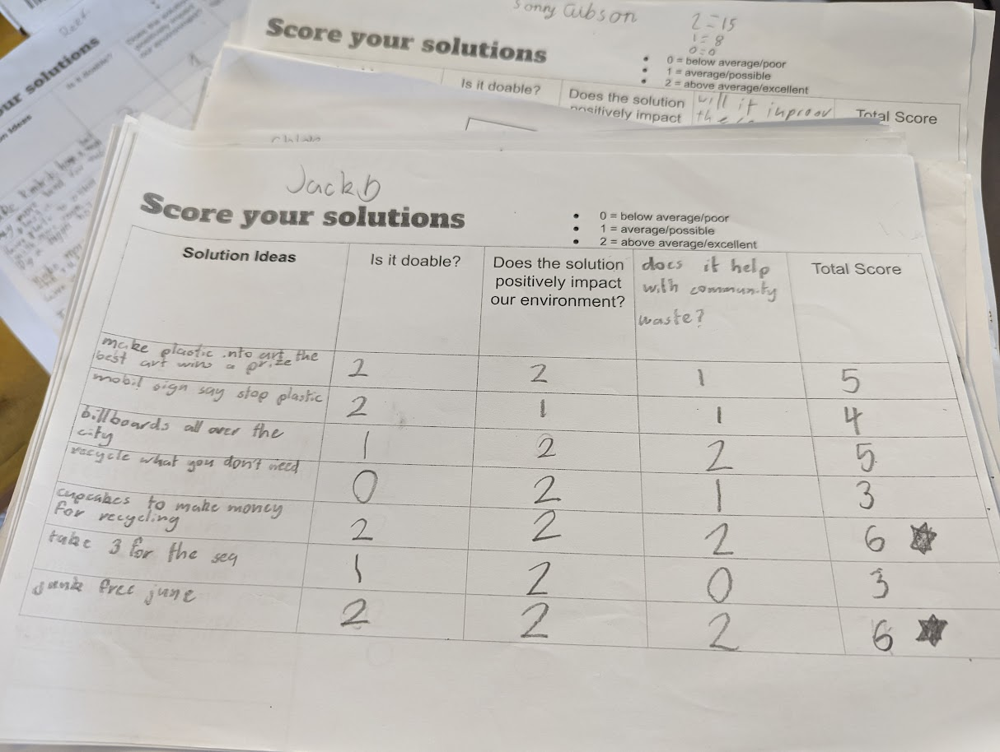 Sonny Gibson
2=15
1=8
0=0
Score your solutions
0 = below average/poor
1 = average/possible
2 = above average/excellent
Is it doable?
Does the solution
positively impact
will it inproov
Total Score
our solutions
Is it doable?
Jack D
Score your solutions
0 = below average/poor
1 = average/possible
2 = above average/excellent
Solution Ideas
Is it doable?
Does the solution
positively impact
our environment?
does it help
with community
waste?
Total Score
make plastic into art the
best art wins a prize
2
2
1
5
mobil sign say stop plastic
2
1
1
4
billboards all over the
city
1
2
2
5
recycle what you don't need
0
2
1
3
cupcakes to make money
for recycling
2
2
2
6
take 3 for the sea
1
2
0
3
junk free june
2
2
2
6